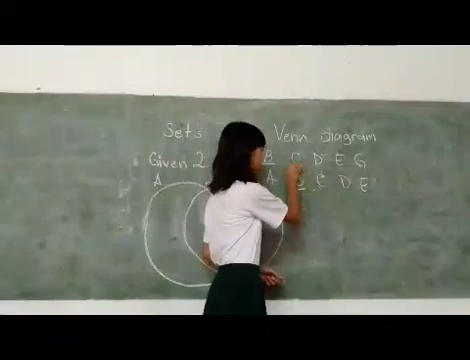 Sets Venn Diagram
Given 2 B C D E G
A A B C D E